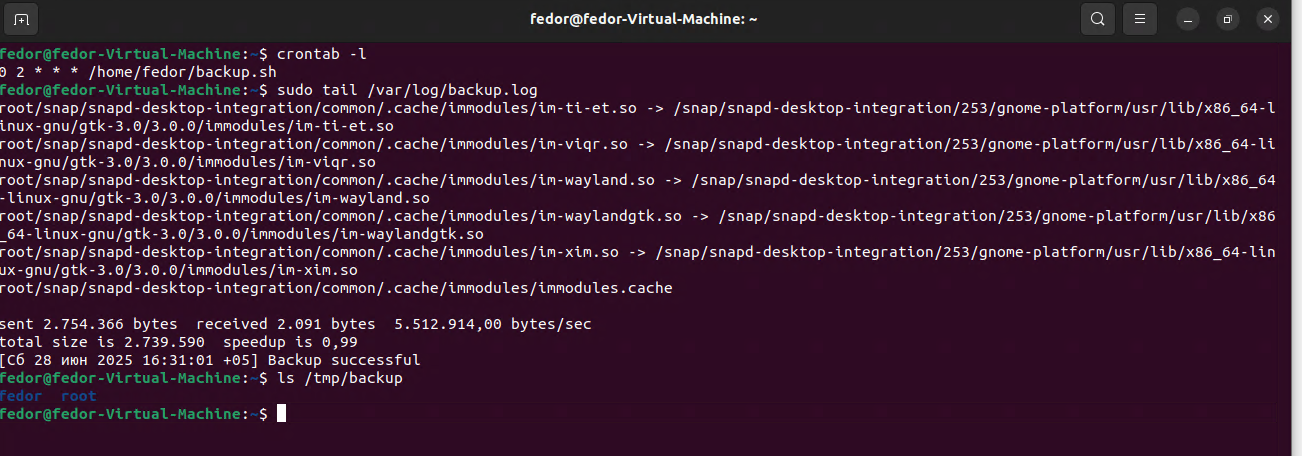 fedor@fedor-Virtual-Machine: ~
fedor@fedor-Virtual-Machine:~$ crontab -l
0 2 * * * /home/fedor/backup.sh
fedor@fedor-Virtual-Machine:~$ sudo tail /var/log/backup.log
root/snap/snapd-desktop-integration/common/.cache/immodules/im-ti-et.so -> /snap/snapd-desktop-integration/253/gnome-platform/usr/lib/x86_64-l
inux-gnu/gtk-3.0/3.0.0/immodules/im-ti-et.so
root/snap/snapd-desktop-integration/common/.cache/immodules/im-viqr.so -> /snap/snapd-desktop-integration/253/gnome-platform/usr/lib/x86_64-li
nux-gnu/gtk-3.0/3.0.0/immodules/im-viqr.so
root/snap/snapd-desktop-integration/common/.cache/immodules/im-wayland.so -> /snap/snapd-desktop-integration/253/gnome-platform/usr/lib/x86_64
-linux-gnu/gtk-3.0/3.0.0/immodules/im-wayland.so
root/snap/snapd-desktop-integration/common/.cache/immodules/im-waylandgtk.so -> /snap/snapd-desktop-integration/253/gnome-platform/usr/lib/x86
_64-linux-gnu/gtk-3.0/3.0.0/immodules/im-waylandgtk.so
root/snap/snapd-desktop-integration/common/.cache/immodules/im-xim.so -> /snap/snapd-desktop-integration/253/gnome-platform/usr/lib/x86_64-lin
ux-gnu/gtk-3.0/3.0.0/immodules/im-xim.so
root/snap/snapd-desktop-integration/common/.cache/immodules/immodules.cache
sent 2.754.366 bytes  received 2.091 bytes  5.512.914,00 bytes/sec
total size is 2.739.590  speedup is 0,99
[Сб 28 июн 2025 16:31:01 +05] Backup successful
fedor@fedor-Virtual-Machine:~$ ls /tmp/backup
fedor  root
fedor@fedor-Virtual-Machine:~$